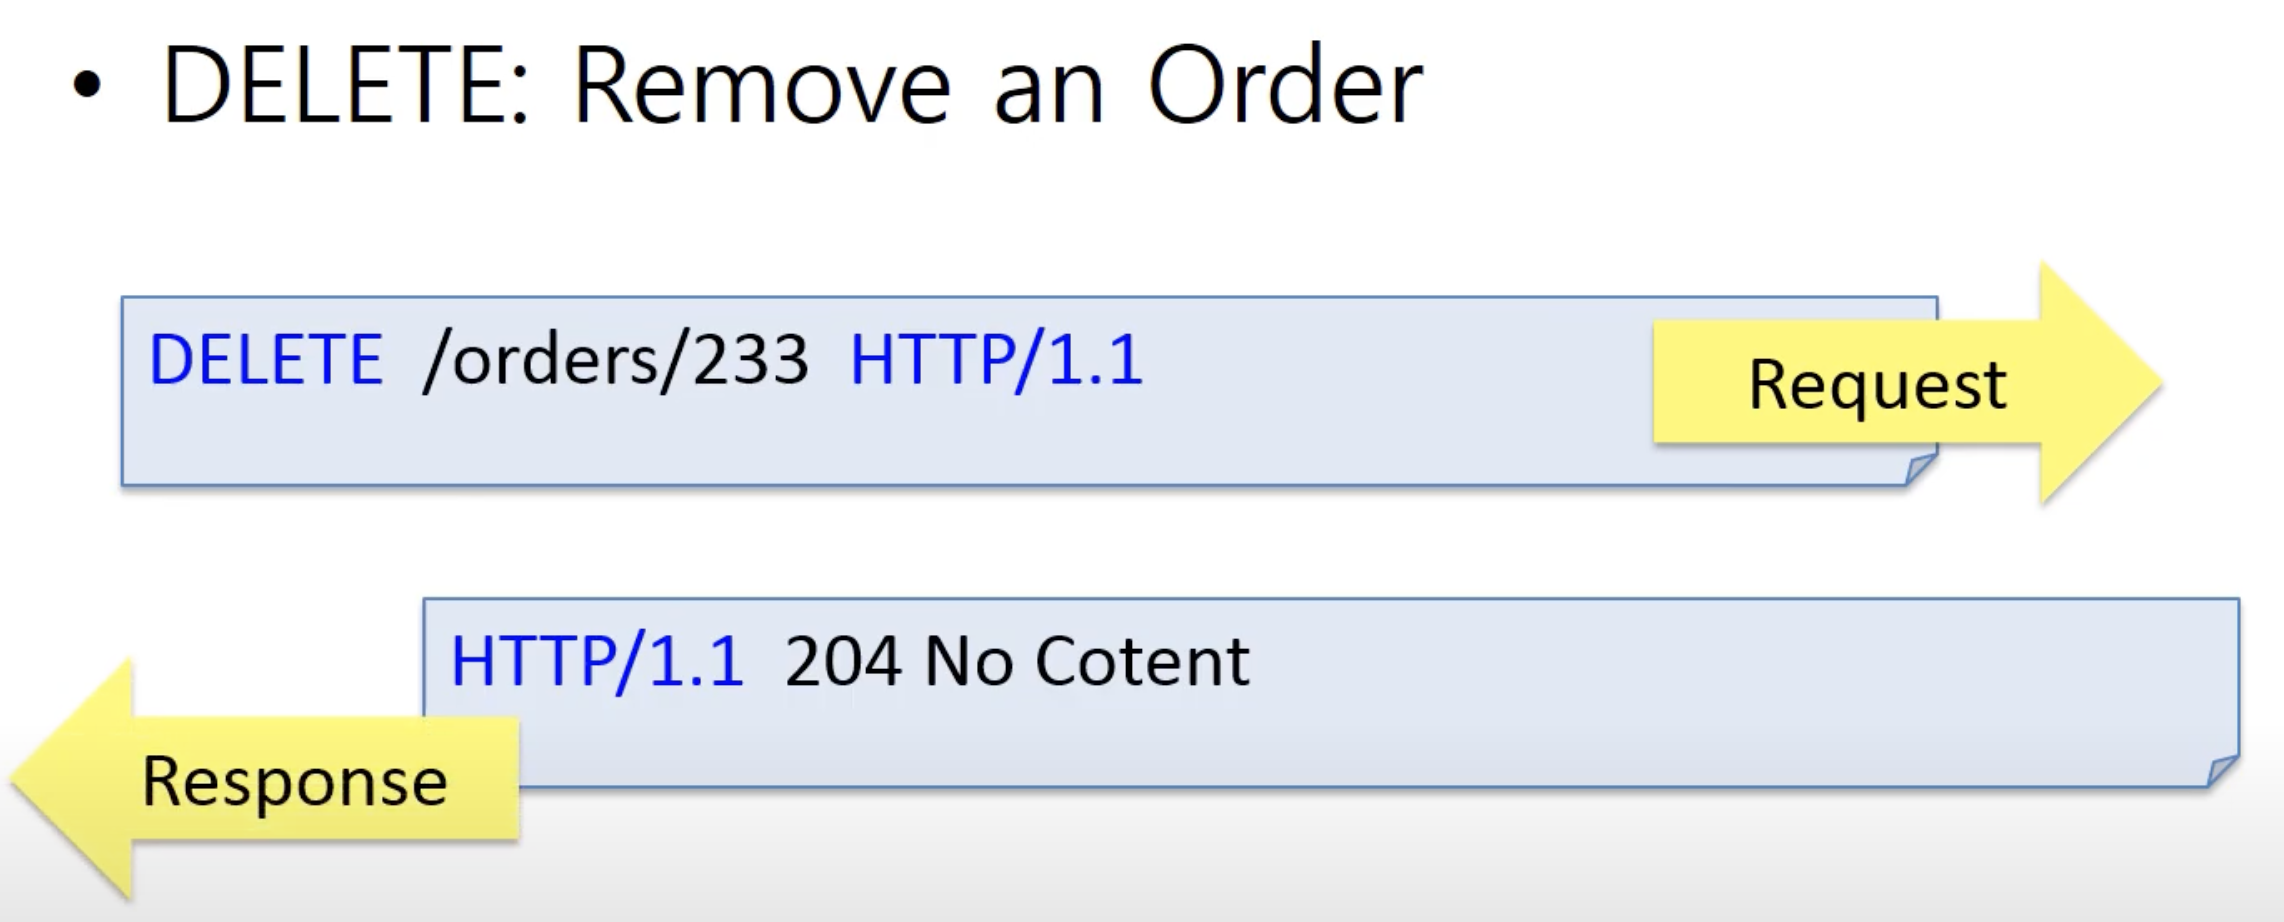 • DELETE: Remove an Order
DELETE /orders/233 HTTP/1.1
Request
HTTP/1.1 204 No Cotent
Response